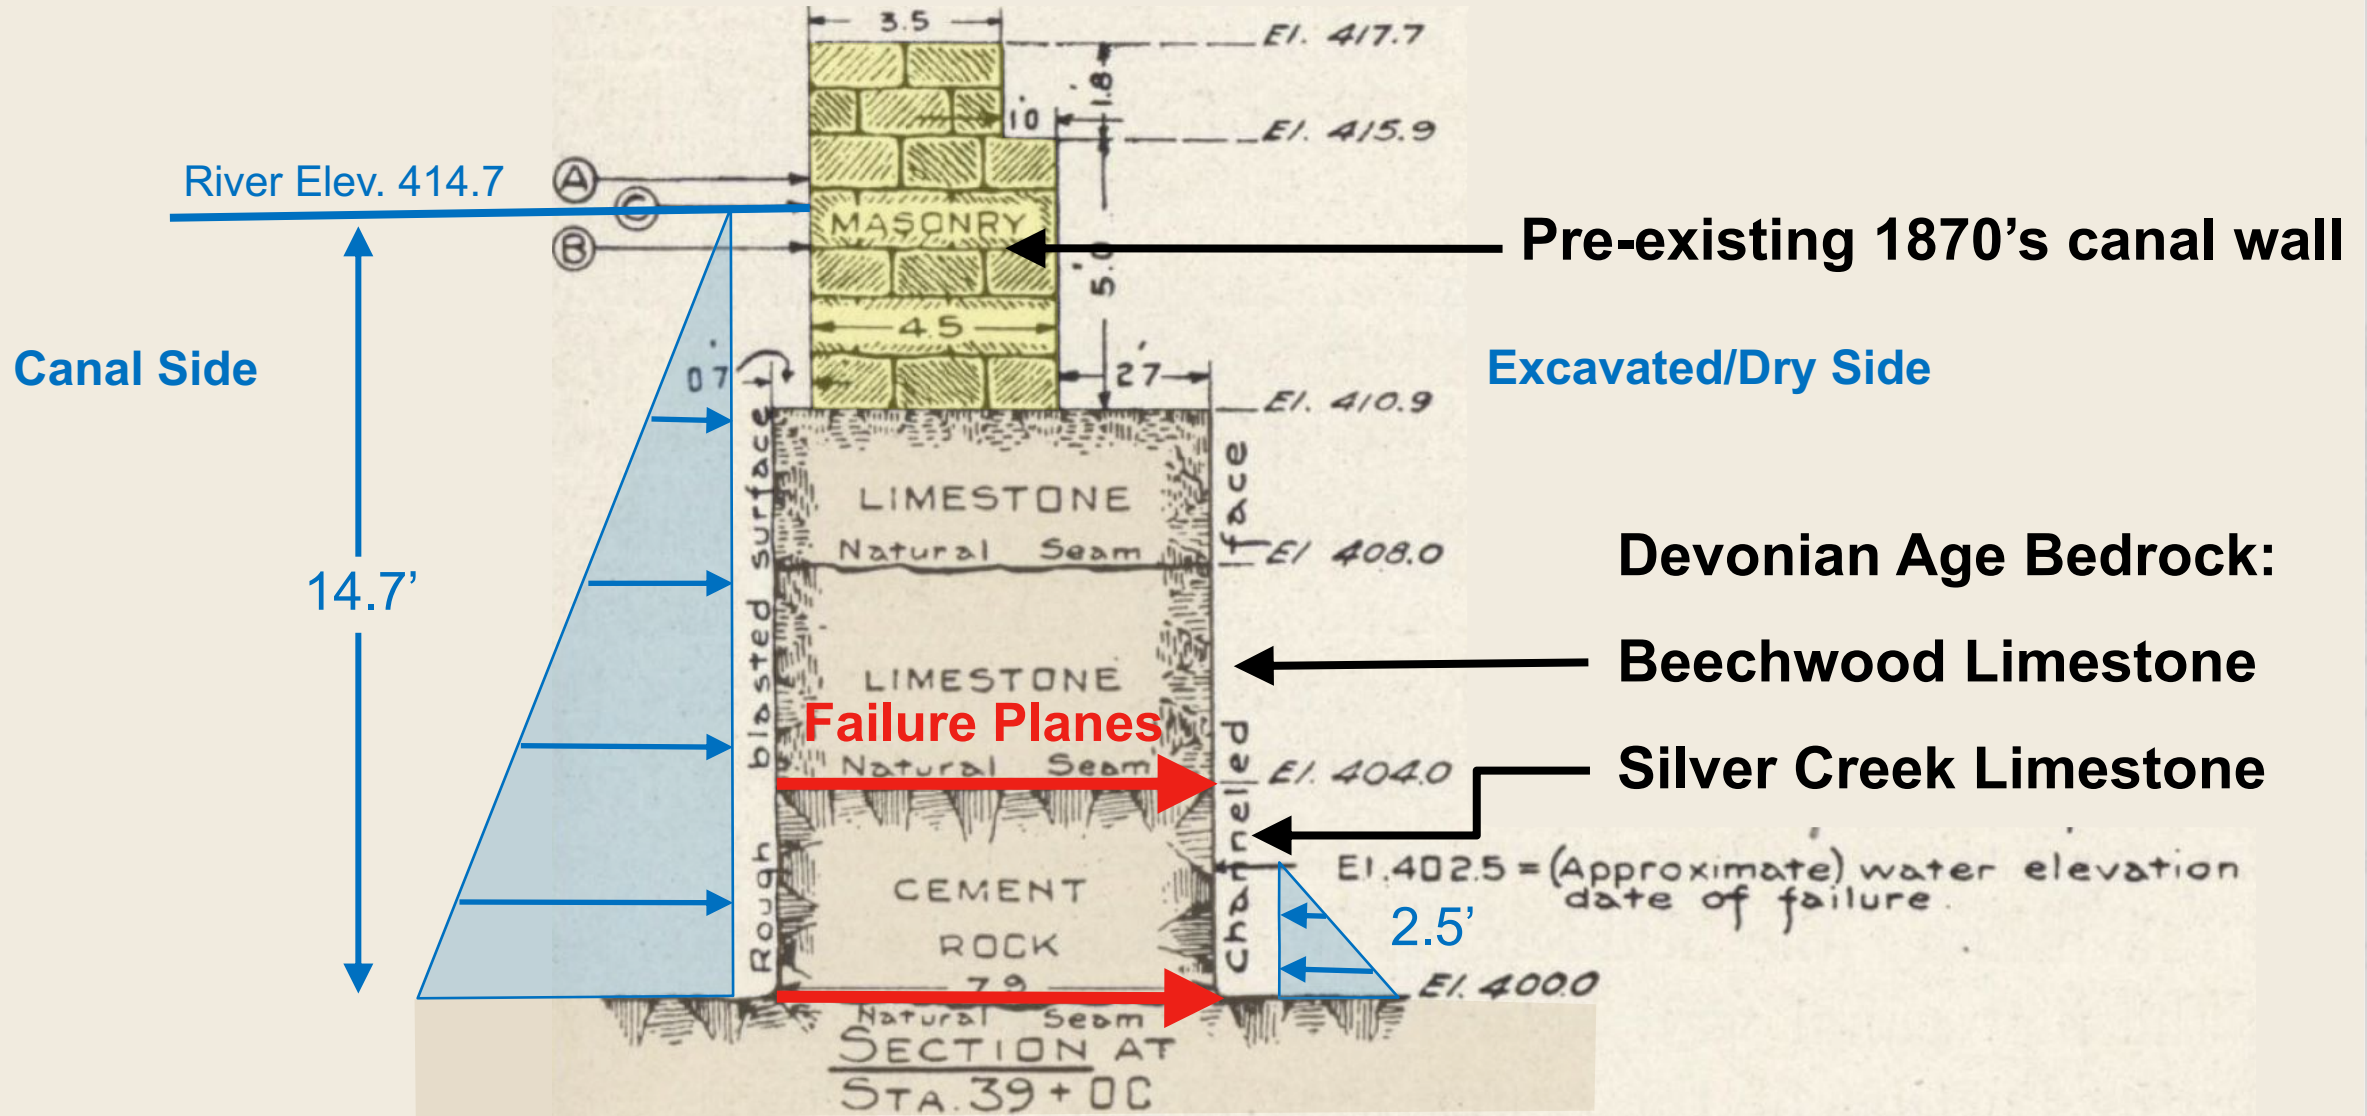 3.5
El. 417.7
1.8'
1.0'
El. 415.9
River Elev. 414.7
A
C
B
MASONRY
5.0'
Pre-existing 1870’s canal wall
4.5
Canal Side
Excavated/Dry Side
0.7'
2.7'
El. 410.9
LIMESTONE
Natural Seam
El 408.0
Devonian Age Bedrock:
14.7’
LIMESTONE
Beechwood Limestone
Failure Planes
Natural Seam
El. 404.0
Silver Creek Limestone
Rough blasted surface
Channelled face
El.402.5 = (Approximate) water elevation
date of failure.
CEMENT
ROCK
2.5’
7.9
El. 400.0
Natural Seam
SECTION AT
STA. 39 + 00